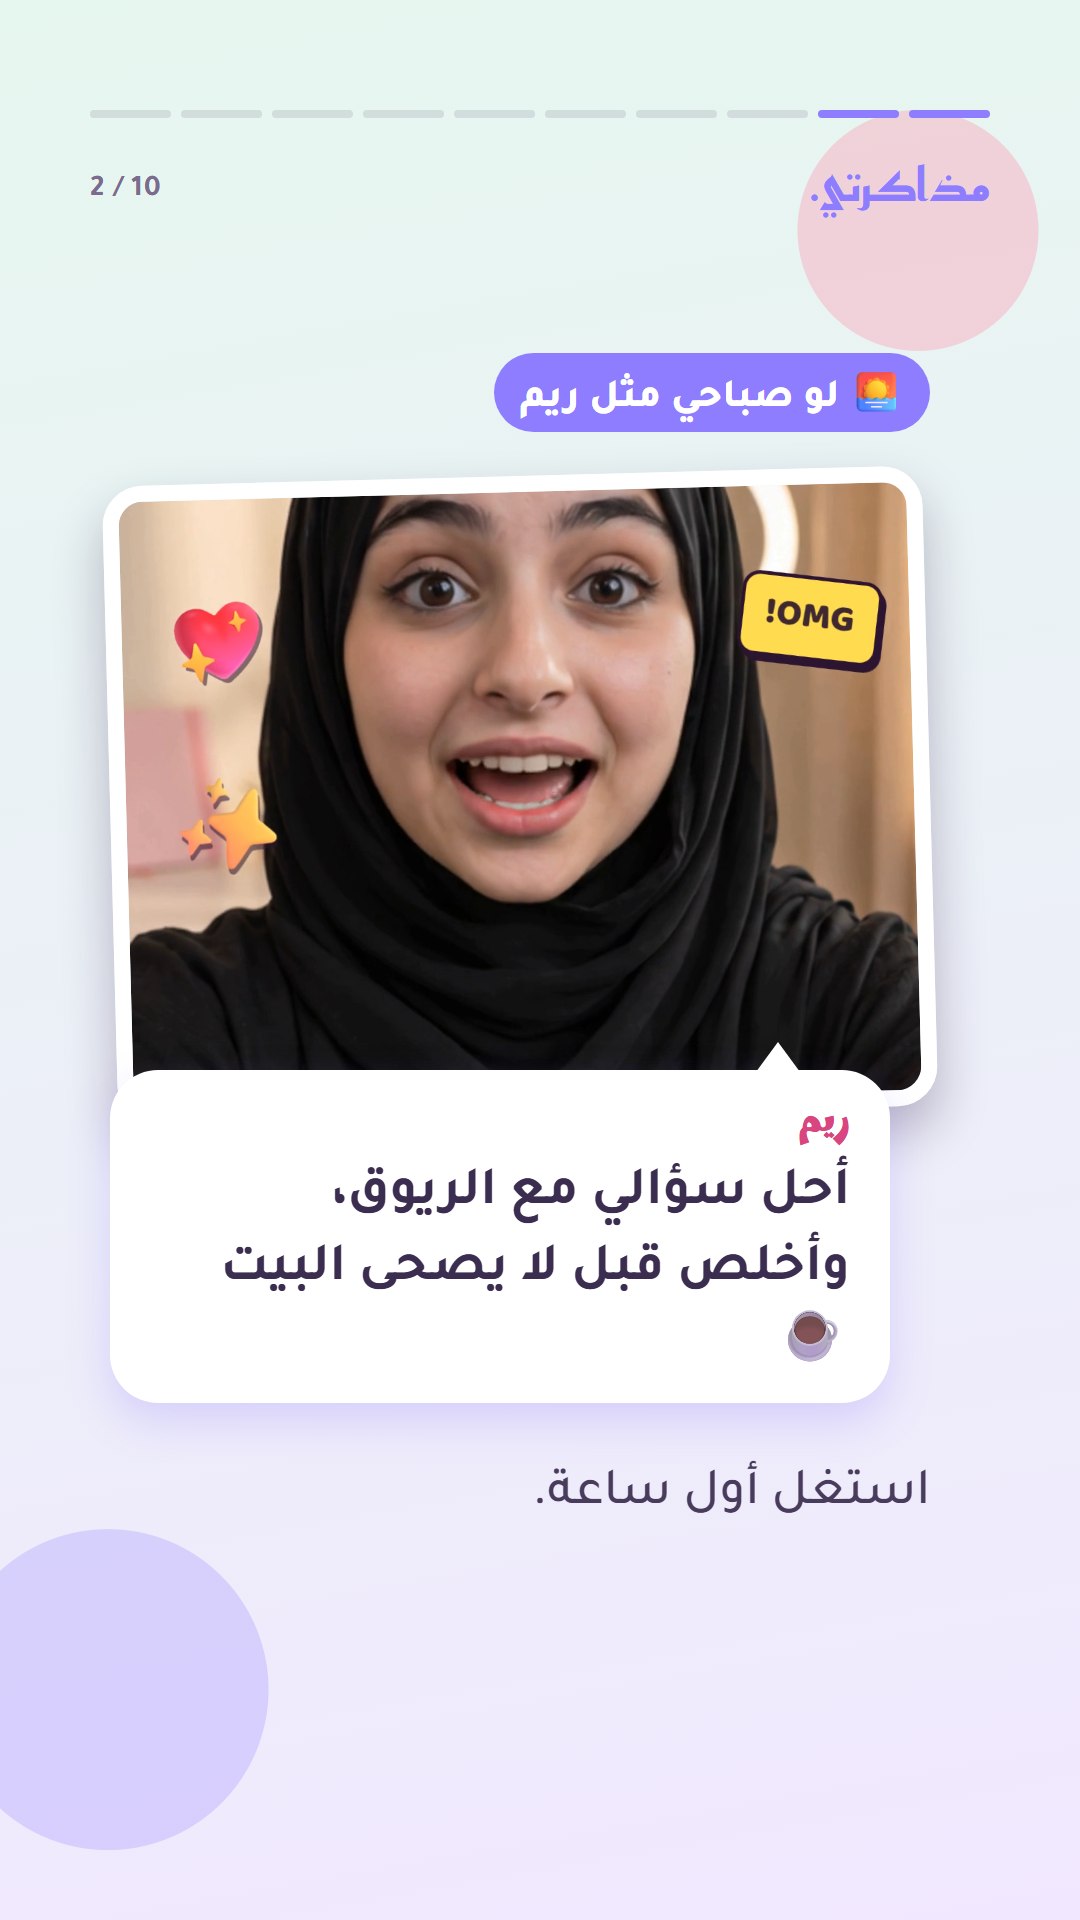 مذاكرتي.
2 / 10
🌅 لو صباحي مثل ريم
!OMG
ريم
أحل سؤالي مع الريوق،
وأخلص قبل لا يصحى البيت
☕
استغل أول ساعة.